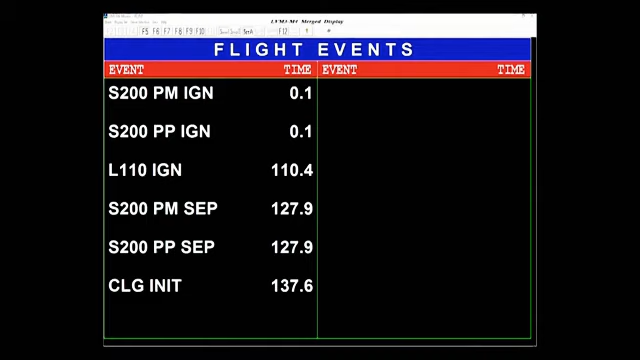 LVM3 M4 Merged Display
F5 F6 F7 F8 F9 F10
F12
FLIGHT EVENTS
EVENT TIME EVENT TIME
S200 PM IGN 0.1
S200 PP IGN 0.1
L110 IGN 110.4
S200 PM SEP 127.9
S200 PP SEP 127.9
CLG INIT 137.6